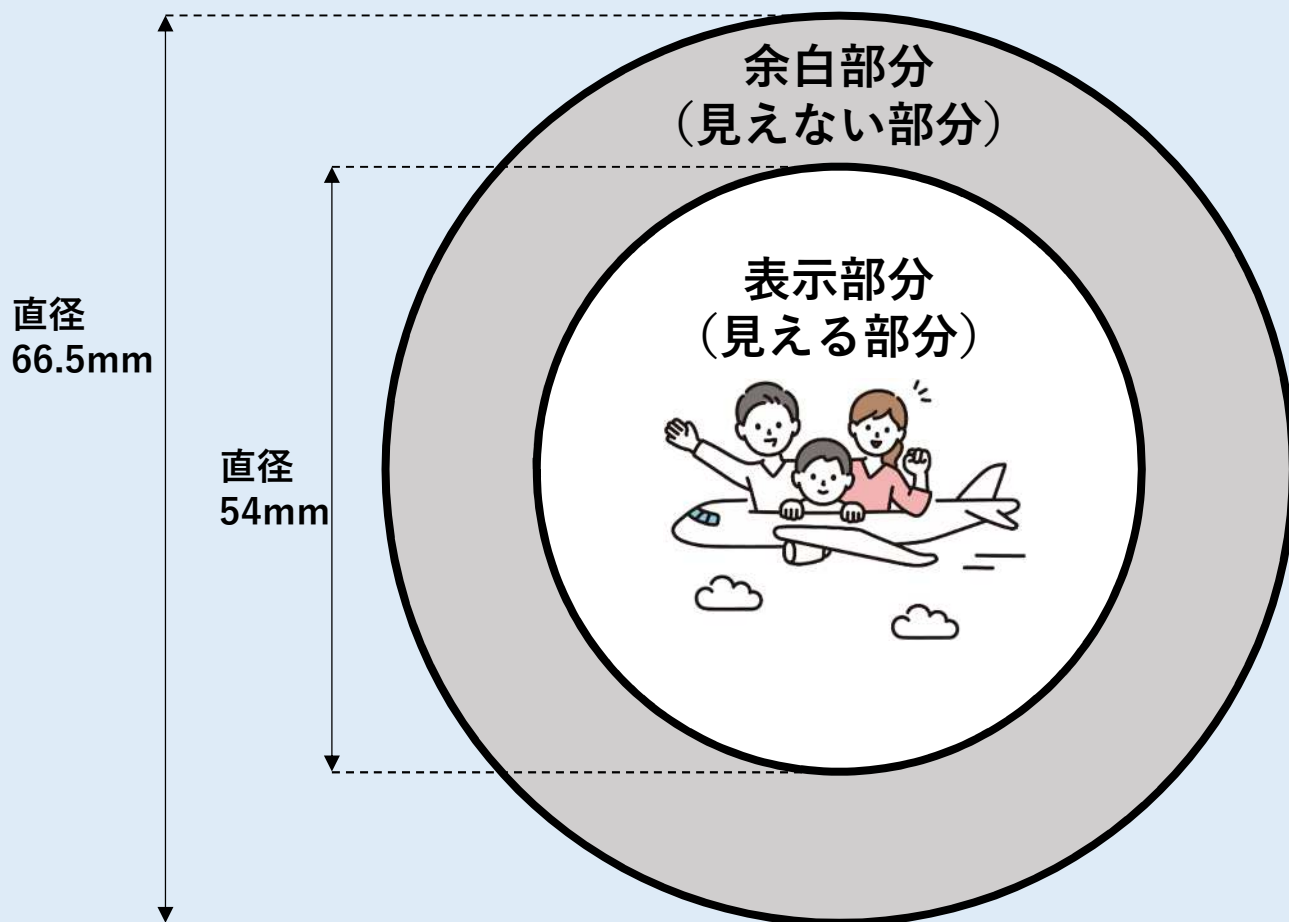 余白部分
（見えない部分）
表示部分
（見える部分）
直径
66.5mm
直径
54mm